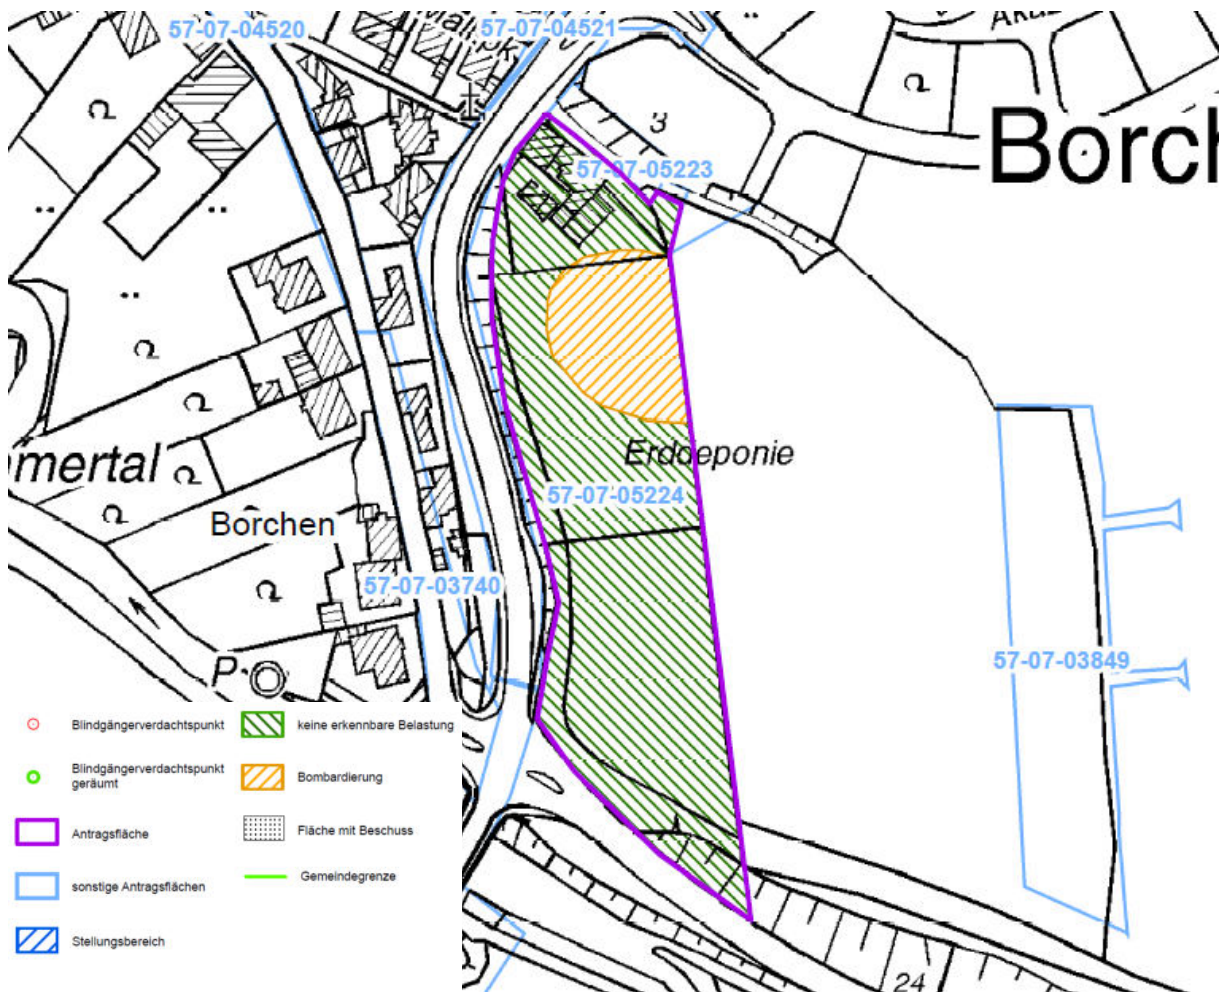 57-07-04520
57-07-04521
3
57-07-05223
Borch
mertal
Erddeponie
57-07-05224
Borchen
57-07-03740
57-07-03849
P
24
Blindgängerverdachtspunkt
Blindgängerverdachtspunkt
geräumt
Antragsfläche
sonstige Antragsflächen
Stellungsbereich
keine erkennbare Belastung
Bombardierung
Fläche mit Beschuss
Gemeindegrenze